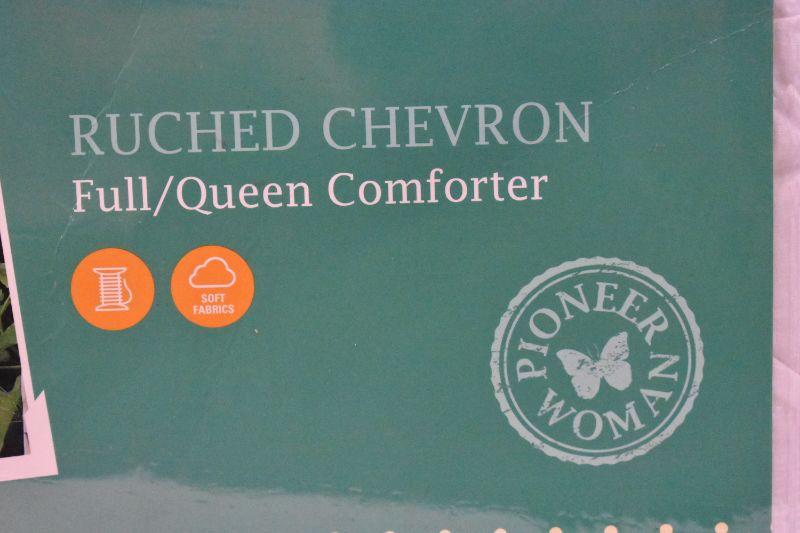 RUCHED CHEVRON
Full/Queen Comforter
SOFT
FABRICS
PIONEER
WOMAN